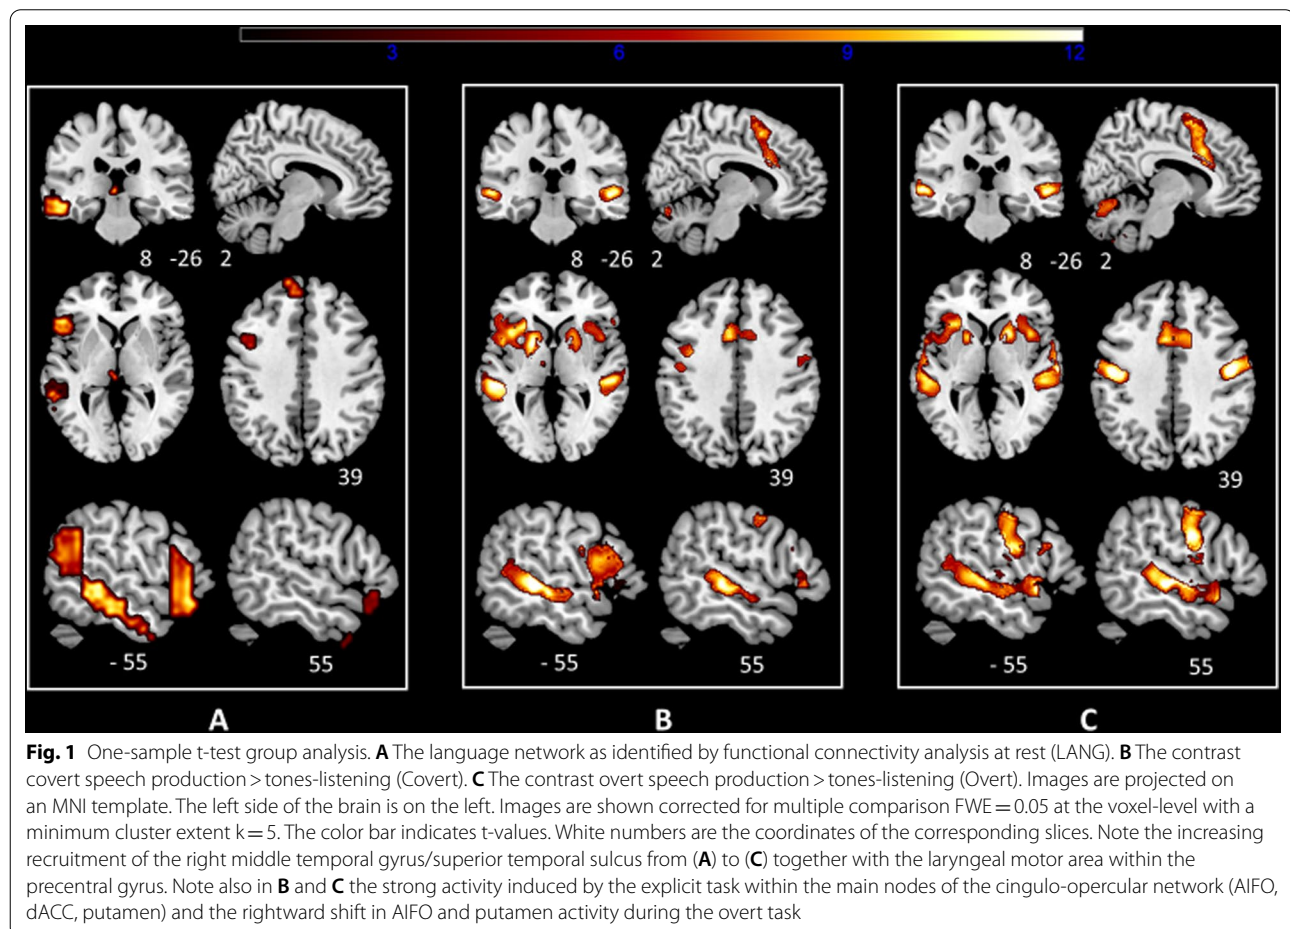 3 6 9 12
8 -26 2
8 -26 2
8 -26 2
39
39
39
- 55 55
- 55 55
- 55 55
A B C
Fig. 1 One-sample t-test group analysis. A The language network as identified by functional connectivity analysis at rest (LANG). B The contrast
covert speech production > tones-listening (Covert). C The contrast overt speech production > tones-listening (Overt). Images are projected on
an MNI template. The left side of the brain is on the left. Images are shown corrected for multiple comparison FWE = 0.05 at the voxel-level with a
minimum cluster extent k = 5. The color bar indicates t-values. White numbers are the coordinates of the corresponding slices. Note the increasing
recruitment of the right middle temporal gyrus/superior temporal sulcus from (A) to (C) together with the laryngeal motor area within the
precentral gyrus. Note also in B and C the strong activity induced by the explicit task within the main nodes of the cingulo-opercular network (AIFO,
dACC, putamen) and the rightward shift in AIFO and putamen activity during the overt task